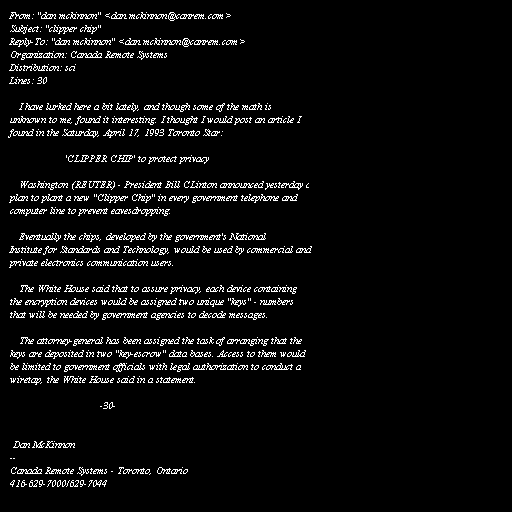 From: "dan mckinnon" <dan.mckinnon@canrem.com>
Subject: "clipper chip"
Reply-To: "dan mckinnon" <dan.mckinnon@canrem.com>
Organization: Canada Remote Systems
Distribution: sci
Lines: 30
I have lurked here a bit lately, and though some of the math is
unknown to me, found it interesting. I thought I would post an article I
found in the Saturday, April 17, 1993 Toronto Star:
'CLIPPER CHIP' to protect privacy
Washington (REUTER) - President Bill CLinton announced yesterday
plan to plant a new "Clipper Chip" in every government telephone and
computer line to prevent eavesdropping.
Eventually the chips, developed by the government's National
Institute for Standards and Technology, would be used by commercial and
private electronics communication users.
The White House said that to assure privacy, each device containing
the encryption devices would be assigned two unique "keys" - numbers
that will be needed by government agencies to decode messages.
The attorney-general has been assigned the task of arranging that the
keys are deposited in two "key-escrow" data bases. Access to them would
be limited to government officials with legal authorization to conduct a
wiretap, the White House said in a statement.
-30-
Dan McKinnon
--
Canada Remote Systems - Toronto, Ontario
416-629-7000/629-7044